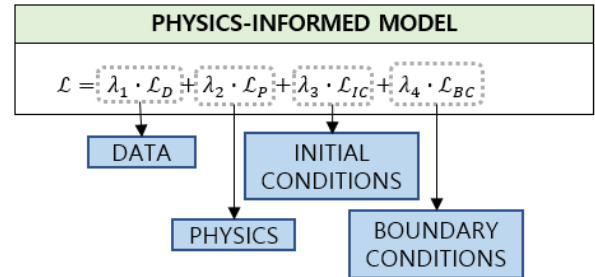 PHYSICS-INFORMED MODEL
ℒ = λ₁ · ℒ_D + λ₂ · ℒ_P + λ₃ · ℒ_IC + λ₄ · ℒ_BC
DATA
INITIAL
CONDITIONS
PHYSICS
BOUNDARY
CONDITIONS